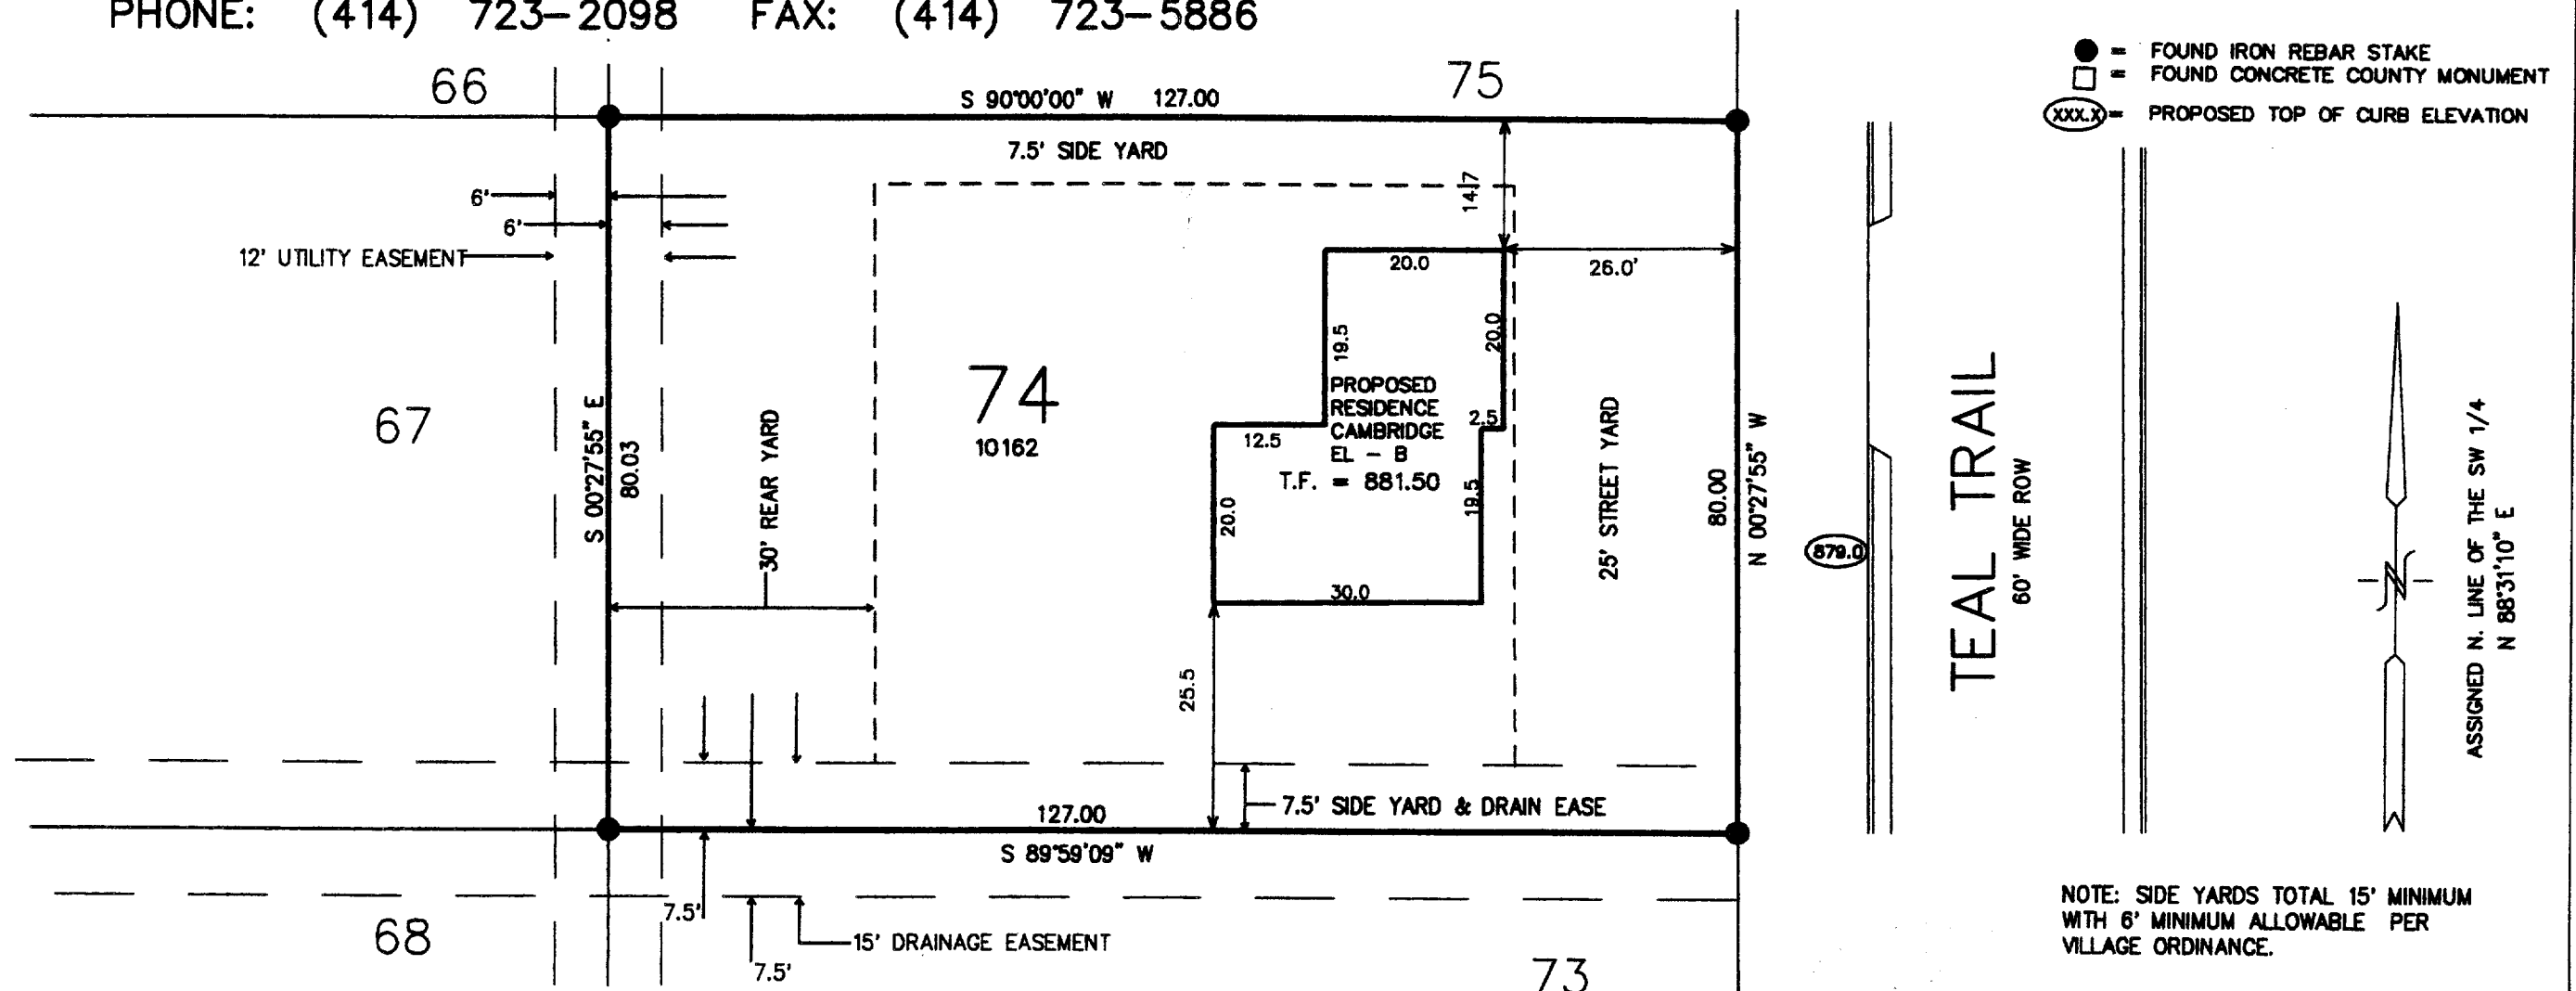 PHONE: (414) 723-2098 FAX: (414) 723-5886
● = FOUND IRON REBAR STAKE
□ = FOUND CONCRETE COUNTY MONUMENT
XXX.X = PROPOSED TOP OF CURB ELEVATION
66
75
S 90°00'00" W 127.00
7.5' SIDE YARD
6'
6'
12' UTILITY EASEMENT
14.7
20.0
26.0'
19.5
20.0
67
S 00°27'55" E
80.03
30' REAR YARD
74
10162
PROPOSED
RESIDENCE
CAMBRIDGE
EL - B
T.F. = 881.50
12.5
2.5
20.0
19.5
30.0
25' STREET YARD
80.00
N 00°27'55" W
879.0
TEAL TRAIL
60' WIDE ROW
N
ASSIGNED N. LINE OF THE SW 1/4
N 88°31'10" E
25.5
7.5' SIDE YARD & DRAIN EASE
127.00
S 89°59'09" W
7.5'
15' DRAINAGE EASEMENT
7.5'
68
73
NOTE: SIDE YARDS TOTAL 15' MINIMUM
WITH 6' MINIMUM ALLOWABLE PER
VILLAGE ORDINANCE.